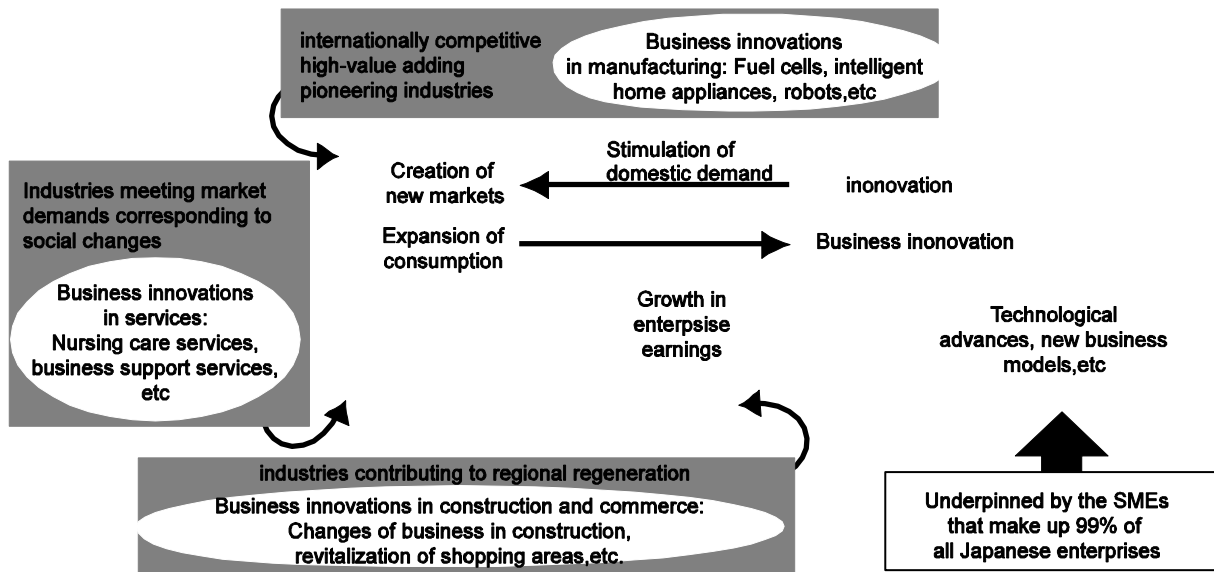 internationally competitive
high-value adding
pioneering industries
Business innovations
in manufacturing: Fuel cells, intelligent
home appliances, robots,etc
Industries meeting market
demands corresponding to
social changes
Business innovations
in services:
Nursing care services,
business support services,
etc
Creation of
new markets
Stimulation of
domestic demand
inonovation
Expansion of
consumption
Business inonovation
Growth in
enterpsise
earnings
Technological
advances, new business
models,etc
industries contributing to regional regeneration
Business innovations in construction and commerce:
Changes of business in construction,
revitalization of shopping areas,etc.
Underpinned by the SMEs
that make up 99% of
all Japanese enterprises